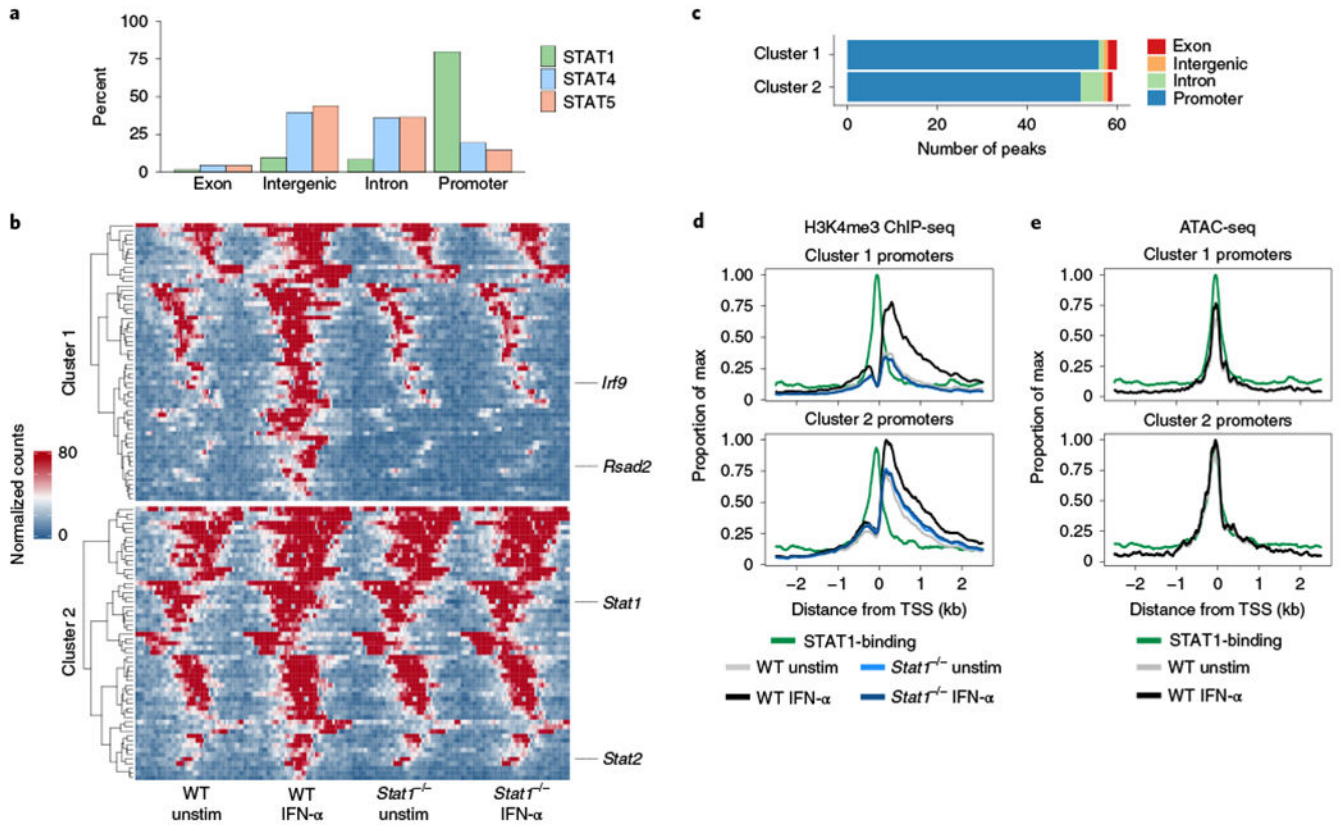 a
100
75
50
25
0
Percent
Exon
Intergenic
Intron
Promoter
STAT1
STAT4
STAT5
c
Cluster 1
Cluster 2
0
20
40
60
Number of peaks
Exon
Intergenic
Intron
Promoter
b
Cluster 1
Cluster 2
Normalized counts
80
0
Irf9
Rsad2
Stat1
Stat2
WT
unstim
WT
IFN-α
Stat1−/−
unstim
Stat1−/−
IFN-α
d
H3K4me3 ChIP-seq
Cluster 1 promoters
1.00
0.75
0.50
0.25
0
Cluster 2 promoters
1.00
0.75
0.50
0.25
0
Proportion of max
−2
−1
0
1
2
Distance from TSS (kb)
STAT1-binding
WT unstim
Stat1−/− unstim
WT IFN-α
Stat1−/− IFN-α
e
ATAC-seq
Cluster 1 promoters
1.00
0.75
0.50
0.25
0
Cluster 2 promoters
1.00
0.75
0.50
0.25
0
Proportion of max
−2
−1
0
1
2
Distance from TSS (kb)
STAT1-binding
WT unstim
WT IFN-α